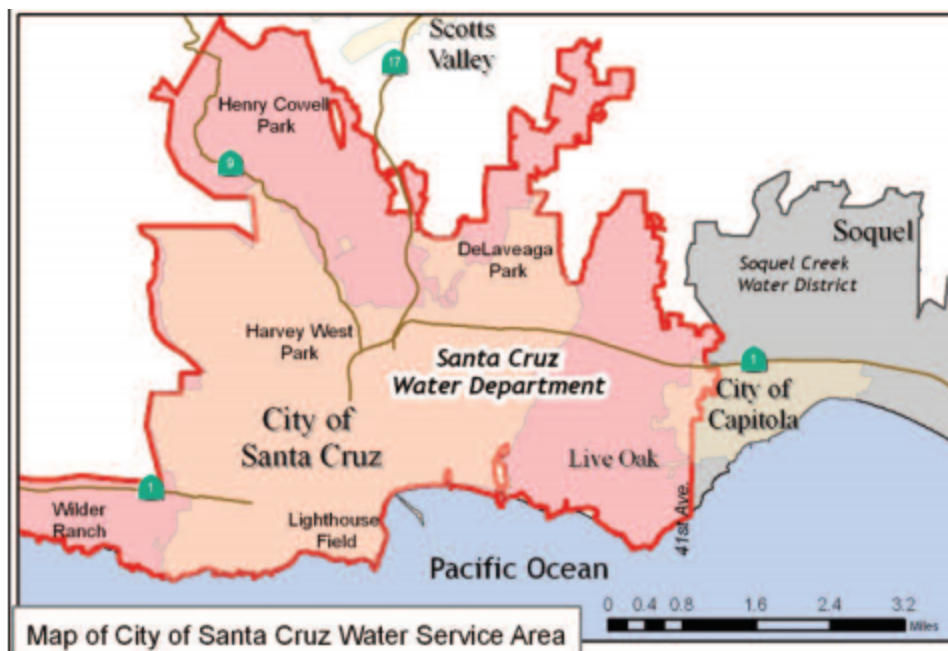 Scotts
Valley
17
Henry Cowell
Park
9
DeLaveaga
Park
Soquel
Soquel Creek
Water District
Harvey West
Park
Santa Cruz
Water Department
1
City of
Capitola
City of
Santa Cruz
Live Oak
1
Wilder
Ranch
Lighthouse
Field
41st Ave.
Pacific Ocean
0 0.4 0.8 1.6 2.4 3.2
Miles
Map of City of Santa Cruz Water Service Area